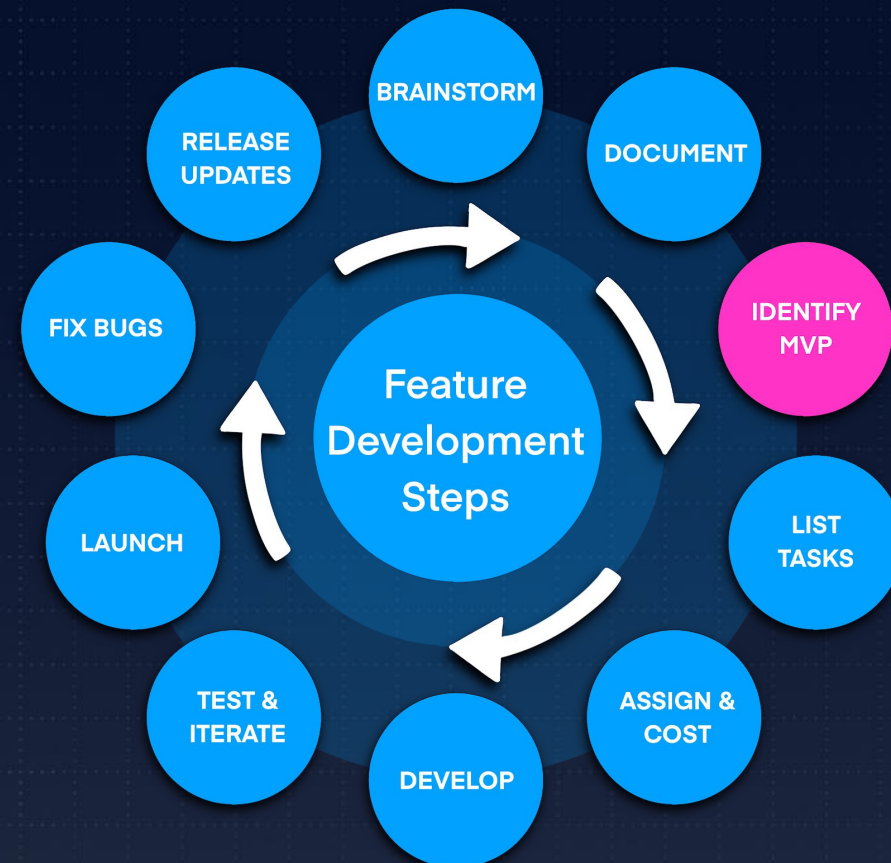 BRAINSTORM
DOCUMENT
IDENTIFY
MVP
LIST
TASKS
ASSIGN &
COST
DEVELOP
TEST &
ITERATE
LAUNCH
FIX BUGS
RELEASE
UPDATES
Feature
Development
Steps